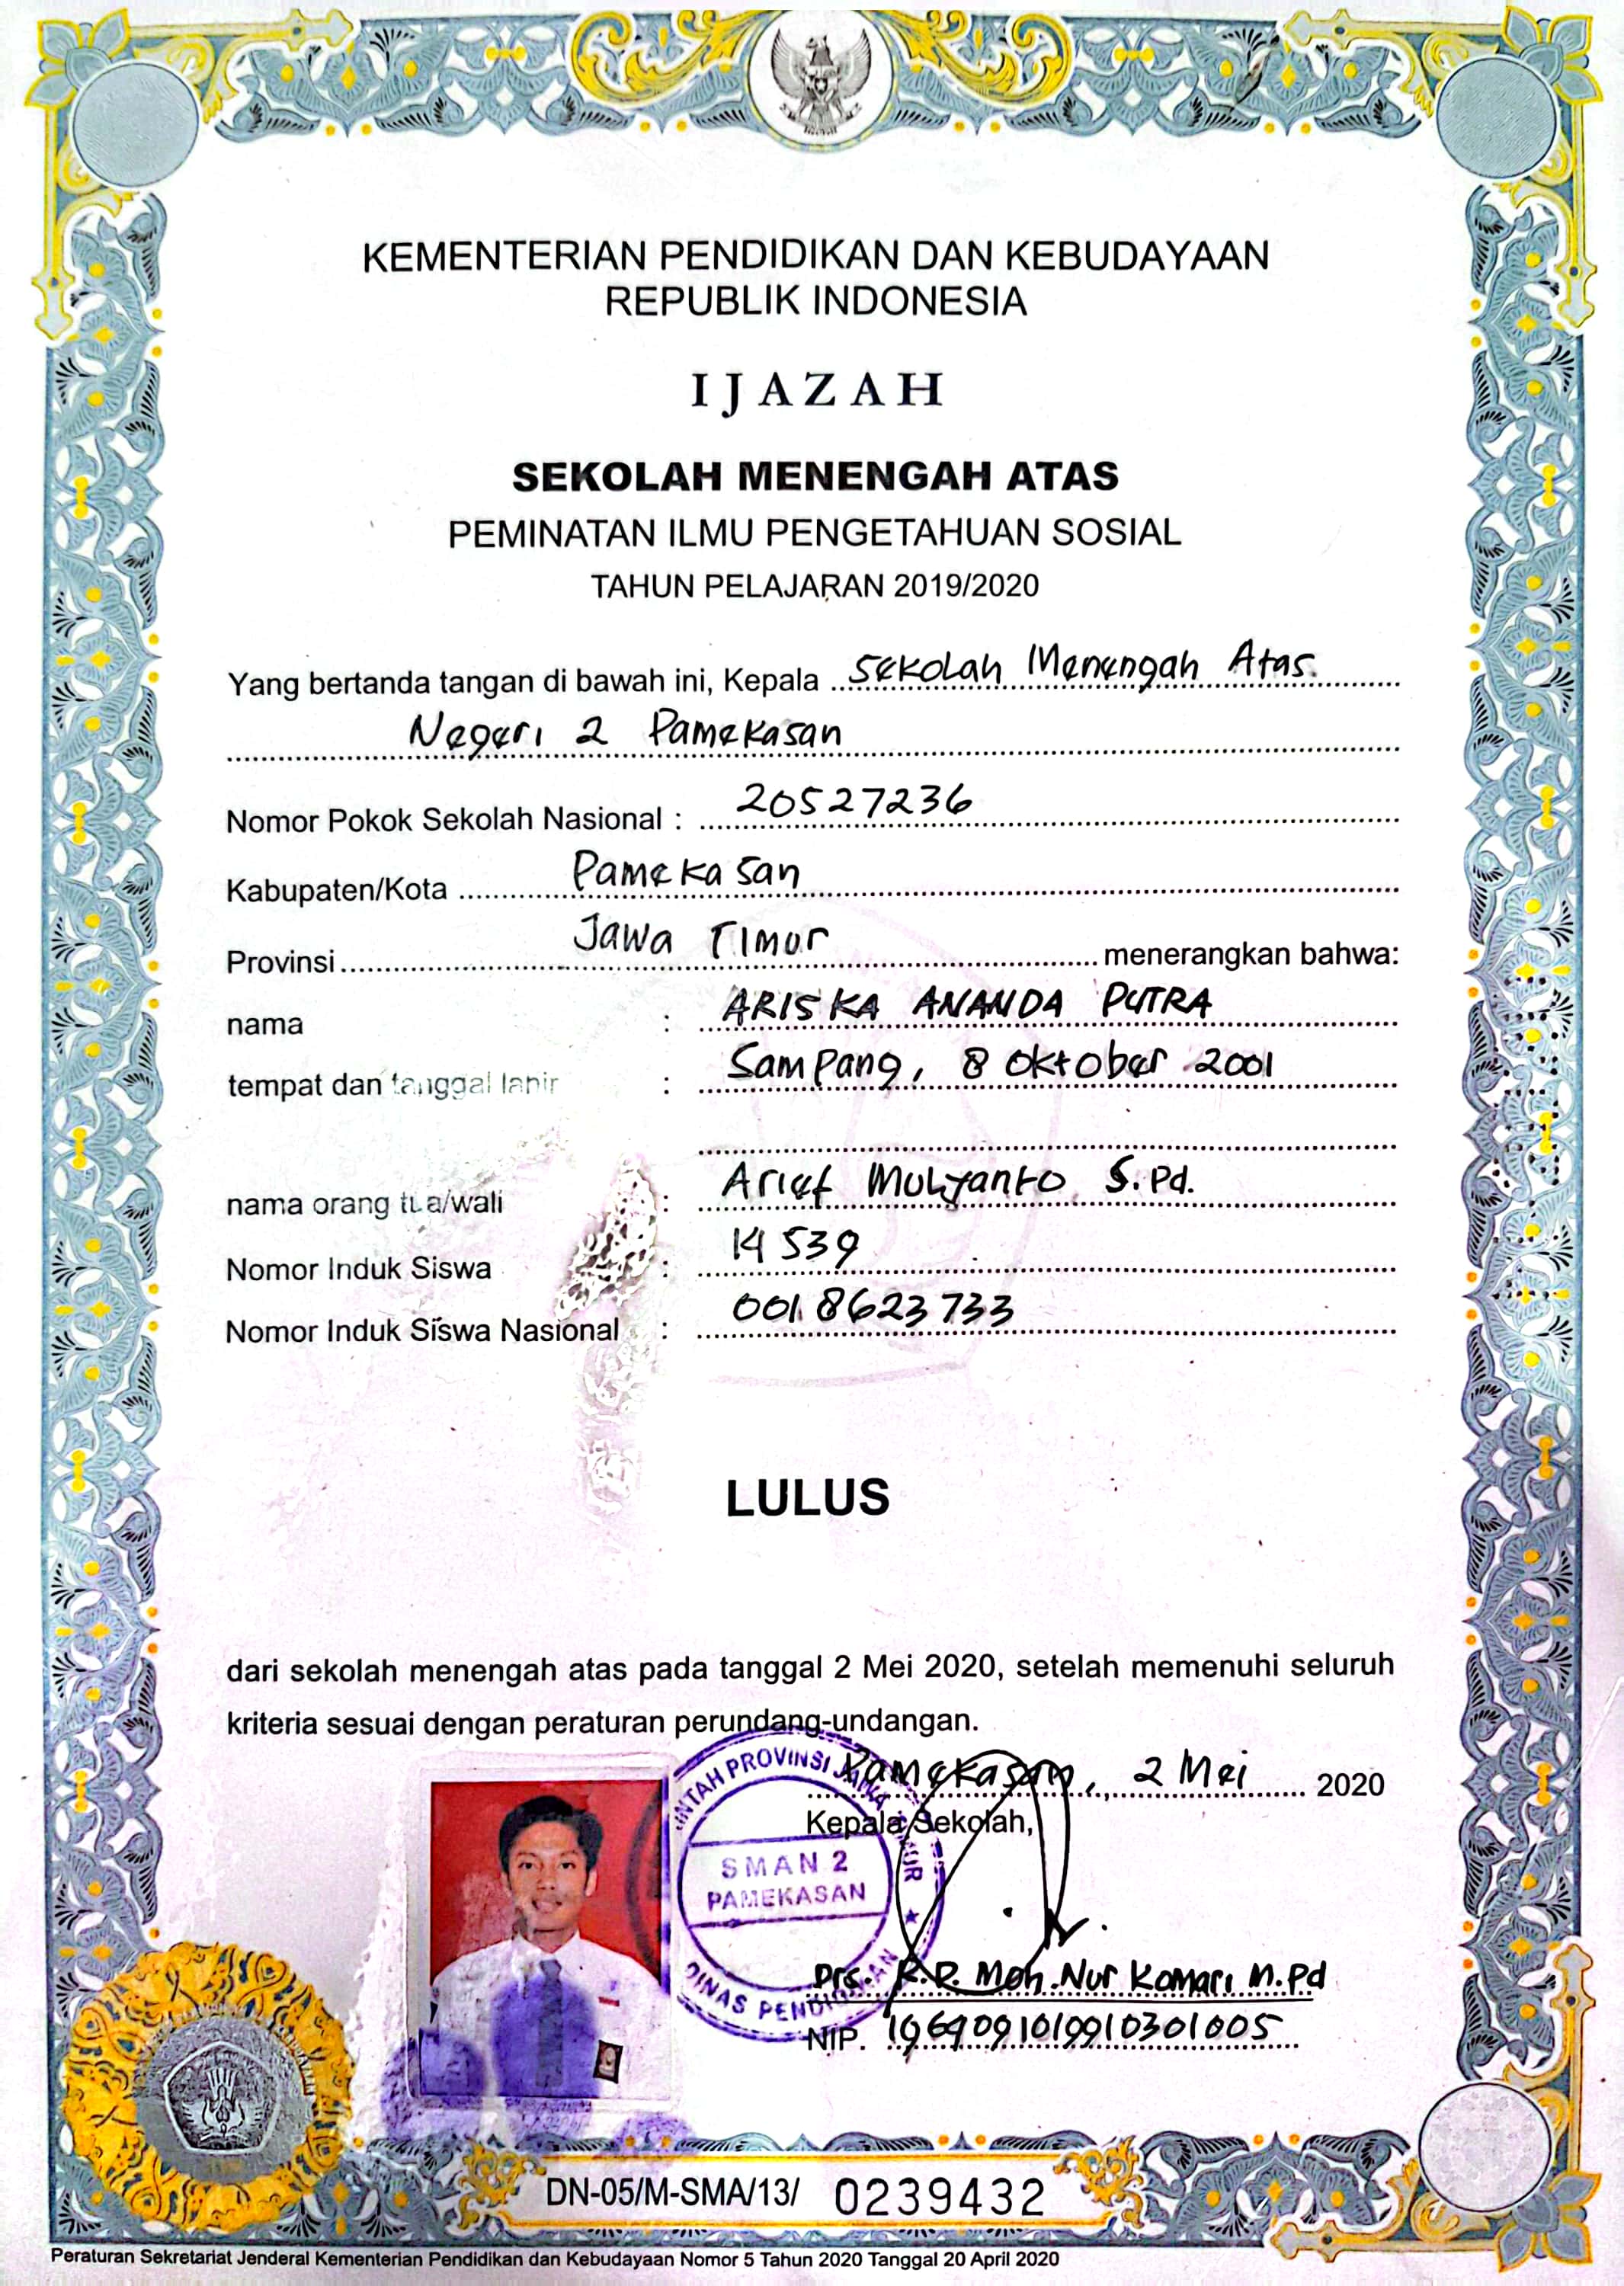 KEMENTERIAN PENDIDIKAN DAN KEBUDAYAAN
REPUBLIK INDONESIA
IJAZAH
SEKOLAH MENENGAH ATAS
PEMINATAN ILMU PENGETAHUAN SOSIAL
TAHUN PELAJARAN 2019/2020
Yang bertanda tangan di bawah ini, Kepala Sekolah Menengah Atas
Negeri 2 Pamekasan
Nomor Pokok Sekolah Nasional : 20527236
Kabupaten/Kota Pamekasan
Provinsi Jawa Timur menerangkan bahwa:
nama : ARISKA ANANDA PUTRA
tempat dan tanggal lahir : Sampang, 8 Oktober 2001
nama orang tua/wali : Arief Mulyanto S.Pd.
Nomor Induk Siswa : 14539
Nomor Induk Siswa Nasional : 0018623733
LULUS
dari sekolah menengah atas pada tanggal 2 Mei 2020, setelah memenuhi seluruh
kriteria sesuai dengan peraturan perundang-undangan.
Pamekasan, 2 Mei 2020
Kepala Sekolah,
PROVINSI JAWA TIMUR
SMAN 2
PAMEKASAN
DINAS PENDIDIKAN
Drs. R.P. Moh. Nur Komari M.Pd
NIP. 1964091019910301005
DN-05/M-SMA/13/ 0239432
Peraturan Sekretariat Jenderal Kementerian Pendidikan dan Kebudayaan Nomor 5 Tahun 2020 Tanggal 20 April 2020